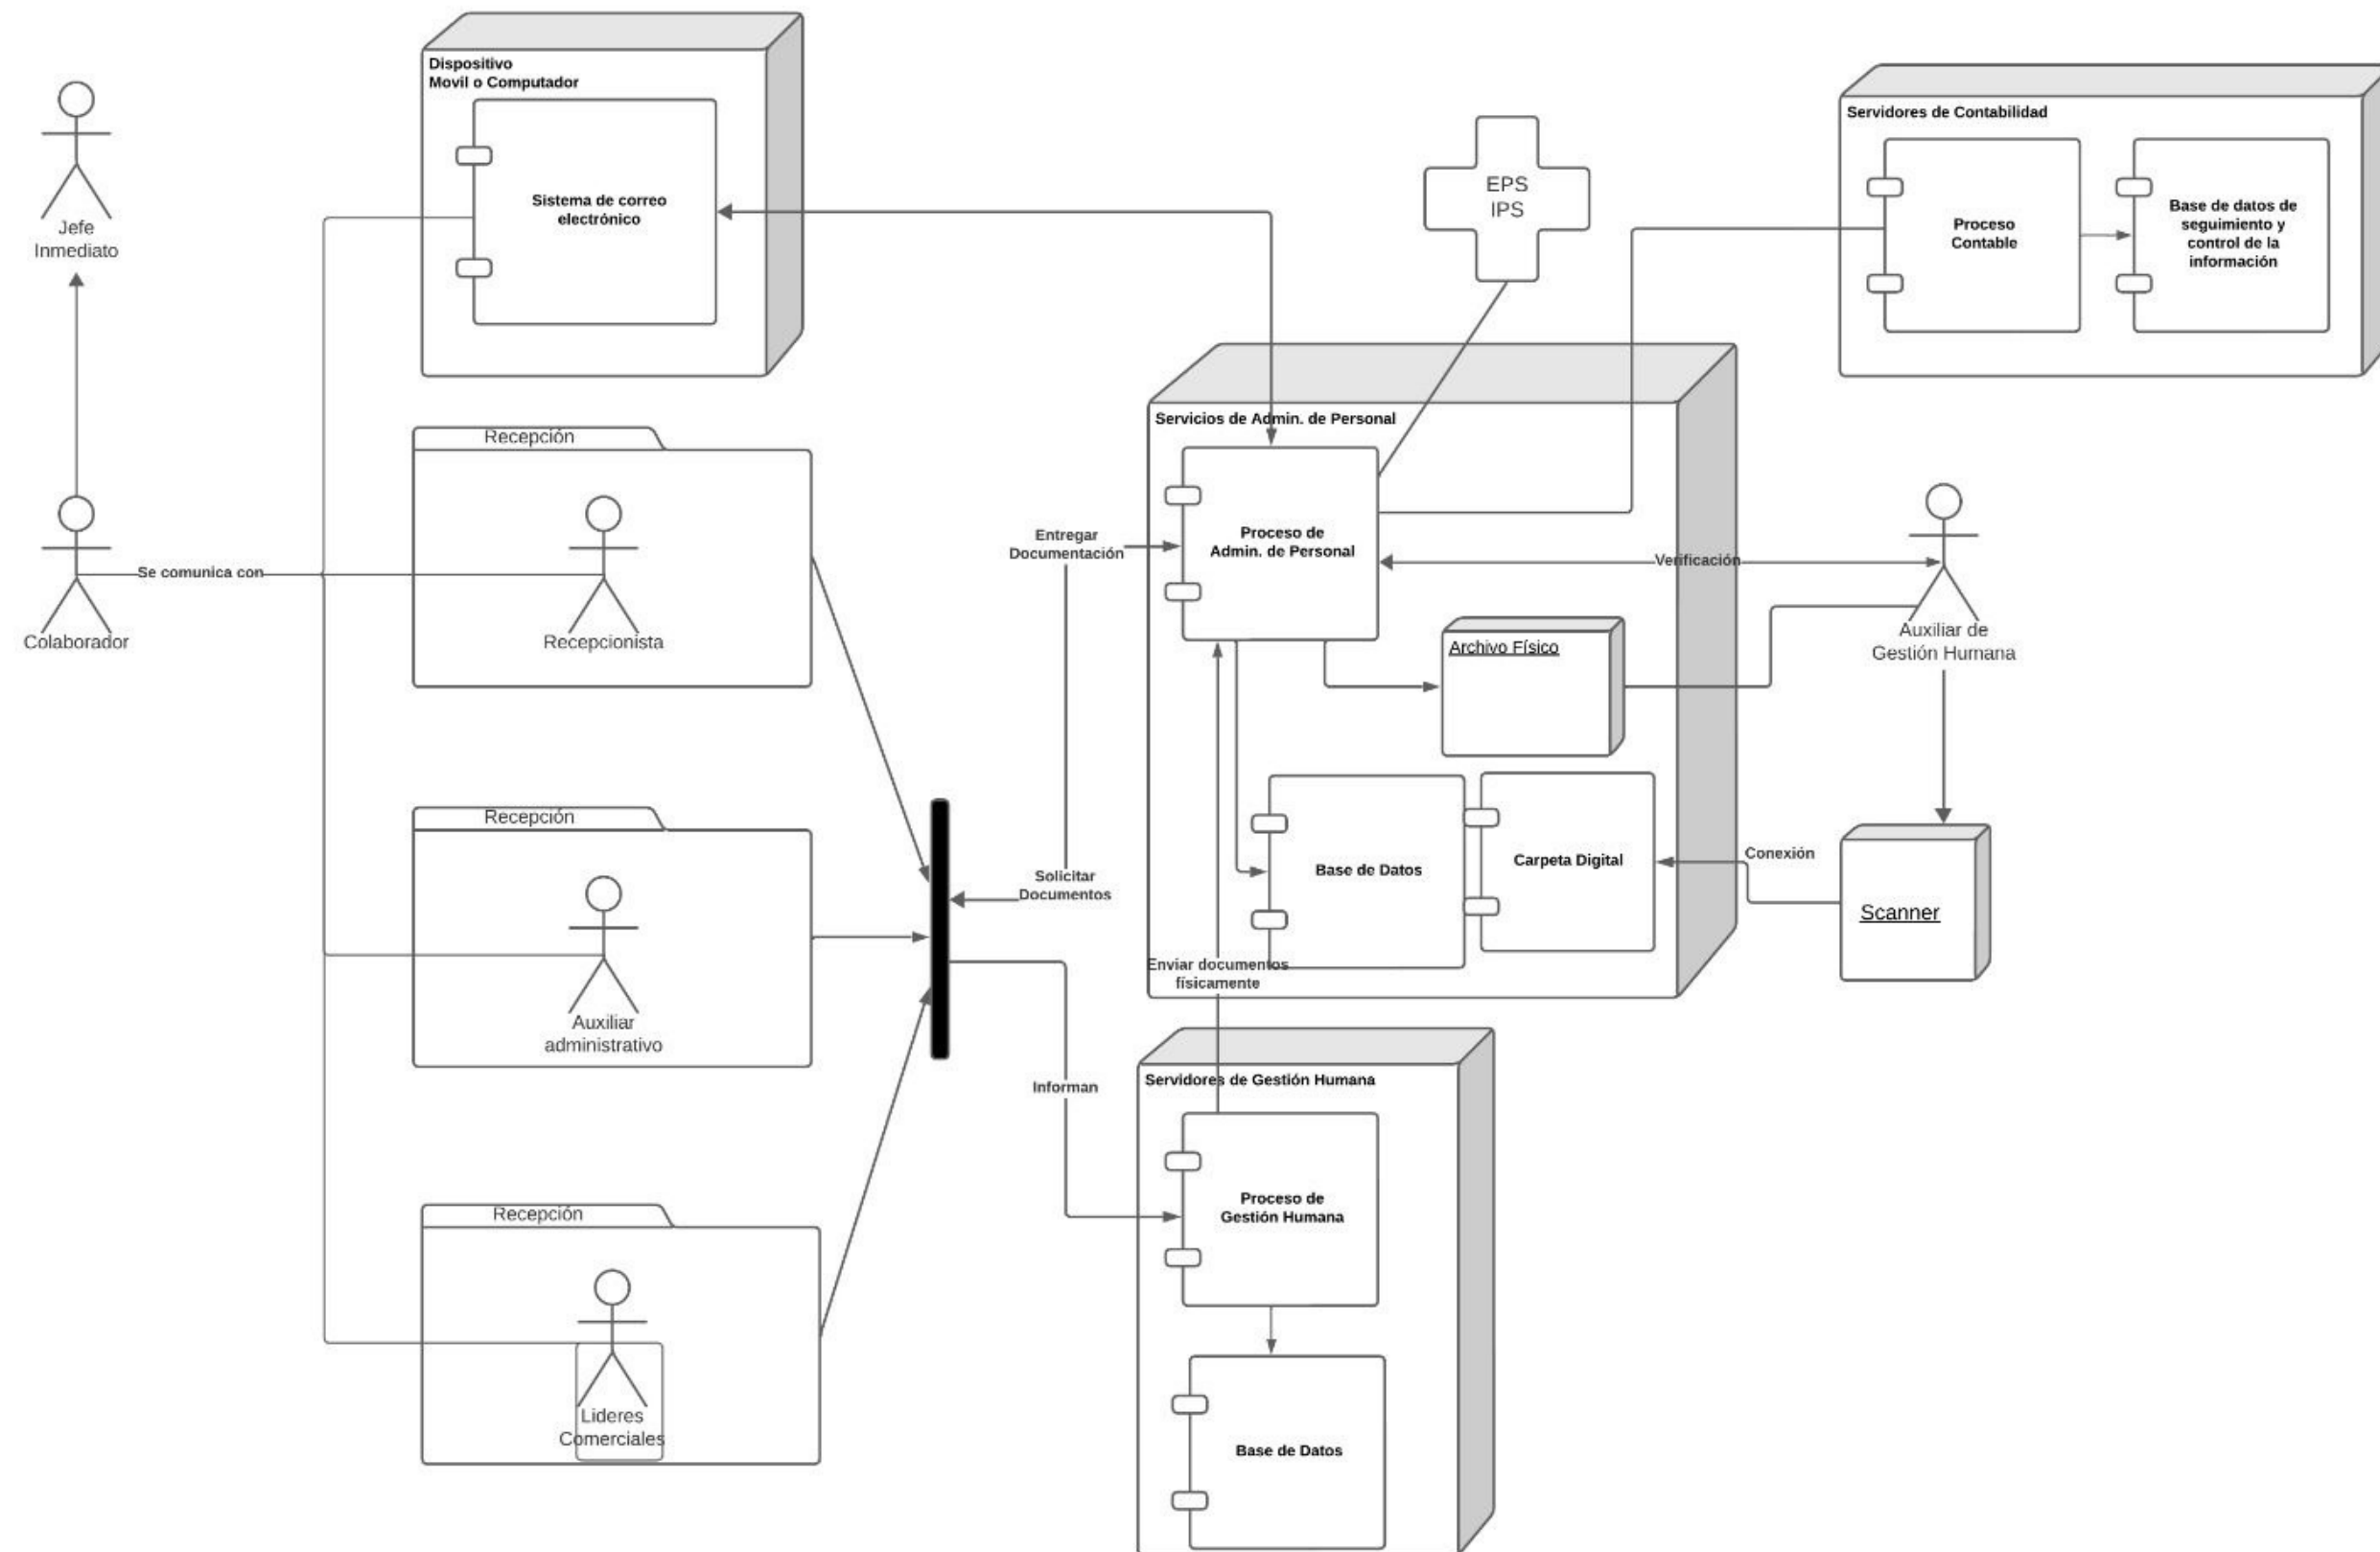 Dispositivo
Movil o Computador
Sistema de correo
electrónico
Jefe
Inmediato
EPS
IPS
Servidores de Contabilidad
Proceso
Contable
Base de datos de
seguimiento y
control de la
información
Recepción
Recepcionista
Colaborador
Se comunica con
Servicios de Admin. de Personal
Proceso de
Admin. de Personal
Entregar
Documentación
Verificación
Auxiliar de
Gestión Humana
Archivo Físico
Recepción
Auxiliar
administrativo
Solicitar
Documentos
Base de Datos
Carpeta Digital
Conexión
Scanner
Enviar documentos
físicamente
Informan
Servidores de Gestión Humana
Proceso de
Gestión Humana
Base de Datos
Recepción
Lideres
Comerciales